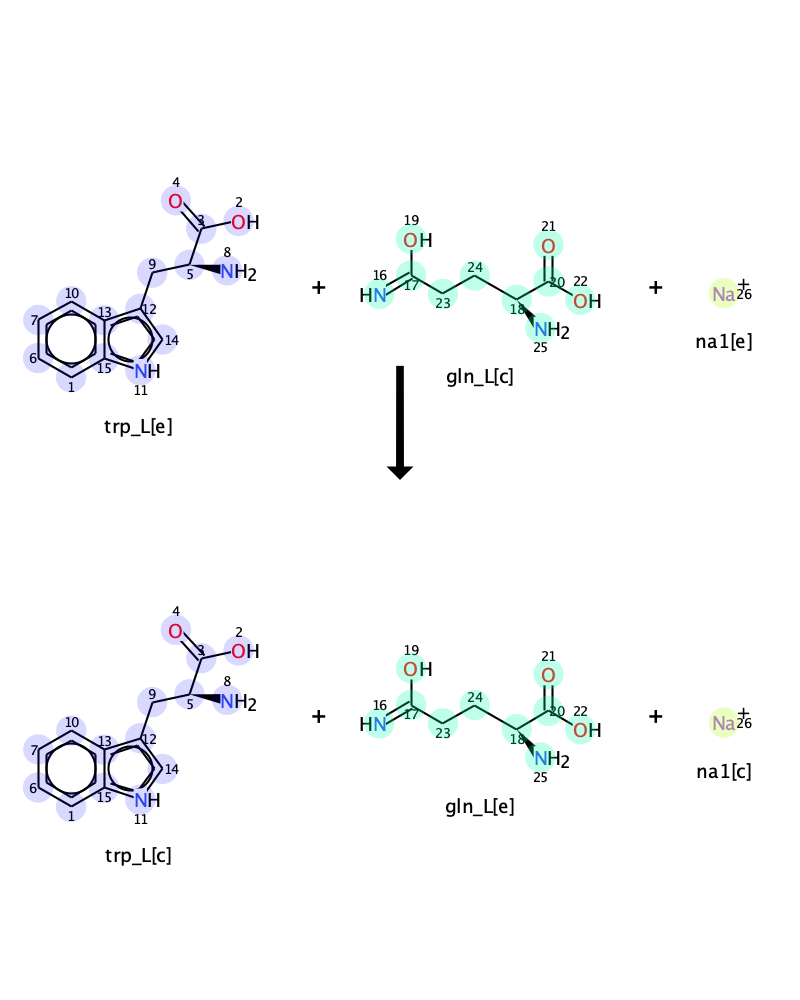 4
O
3
2
OH
8
NH2
5
9
12
10
7
13
14
6
15
NH
11
1
trp_L[e]
+
19
OH
16
HN
17
24
23
21
O
20
22
OH
18
NH2
25
gln_L[c]
+
Na+
26
na1[e]
4
O
3
2
OH
8
NH2
5
9
12
10
7
13
14
6
15
NH
11
1
trp_L[c]
+
19
OH
16
HN
17
24
23
21
O
20
22
OH
18
NH2
25
gln_L[e]
+
Na+
26
na1[c]